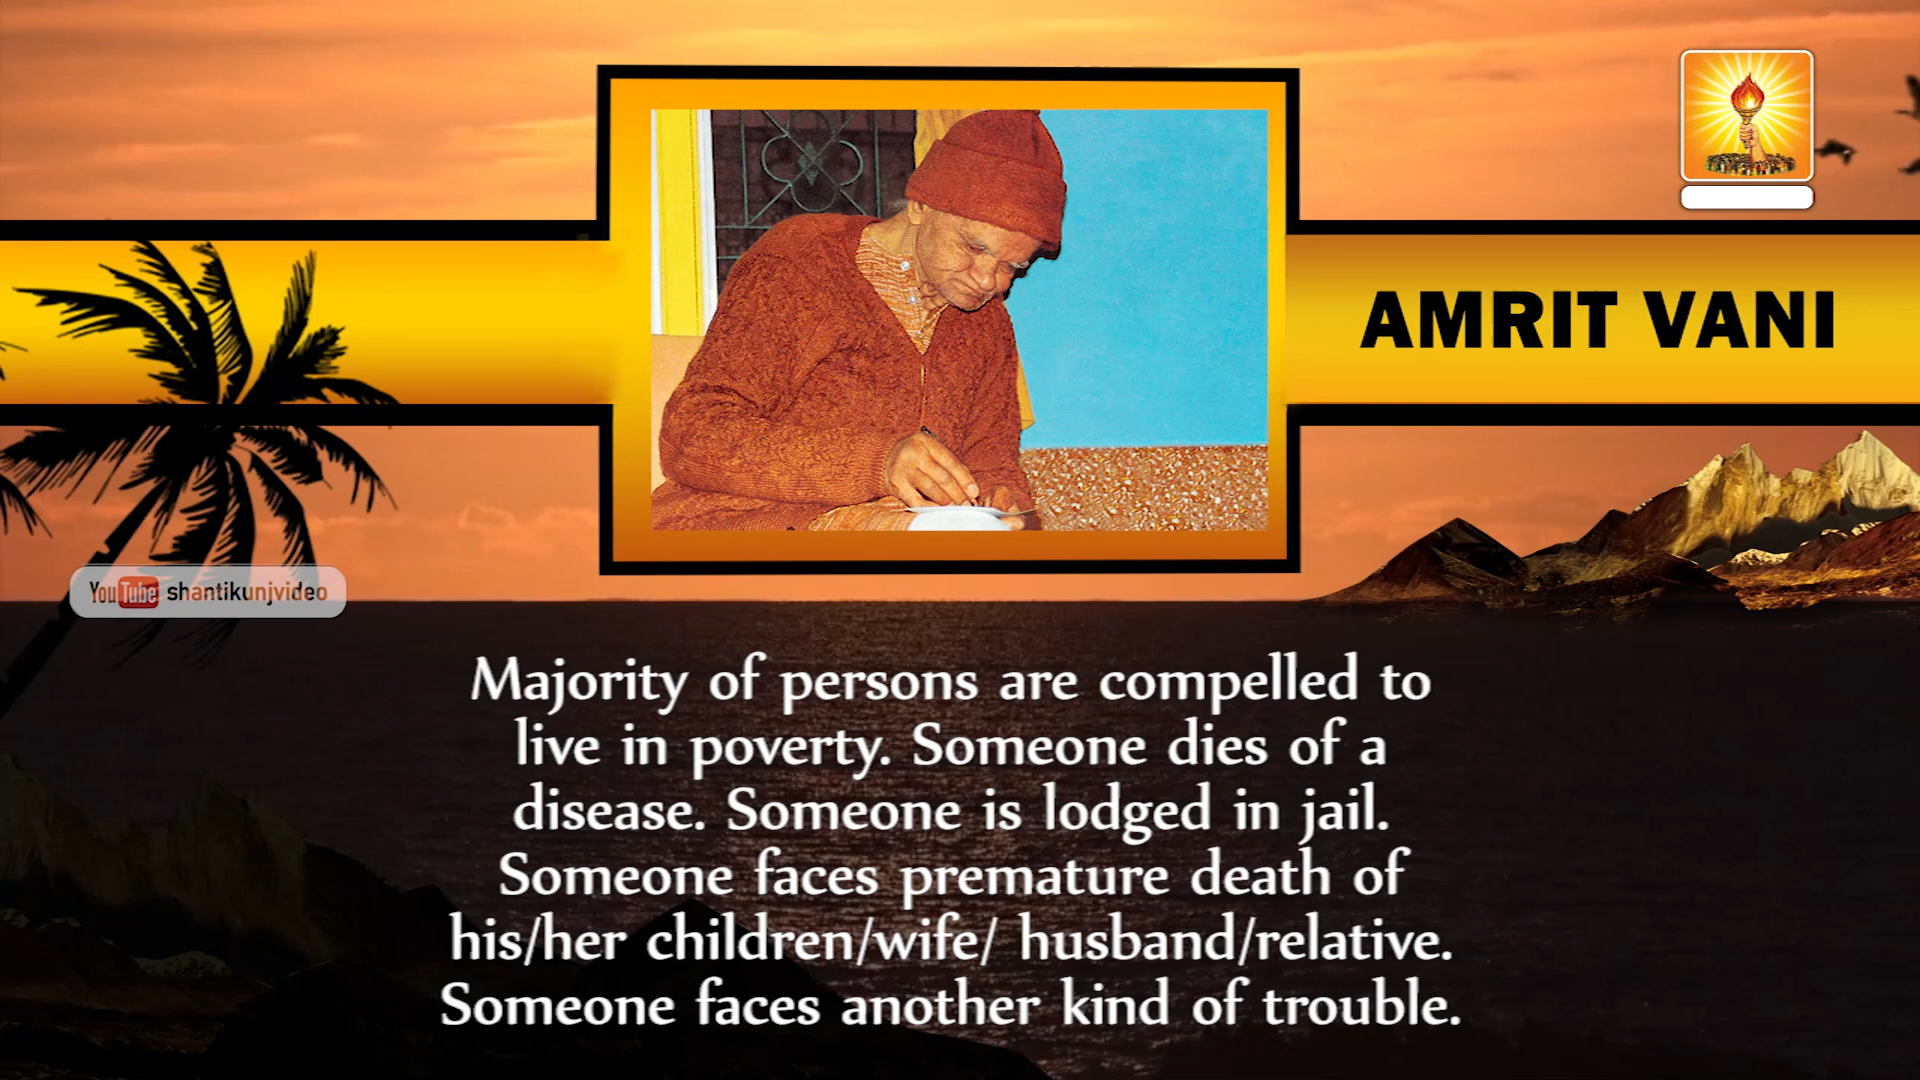 AMRIT VANI
YouTube shantikunjvideo
Majority of persons are compelled to
live in poverty. Someone dies of a
disease. Someone is lodged in jail.
Someone faces premature death of
his/her children/wife/ husband/relative.
Someone faces another kind of trouble.